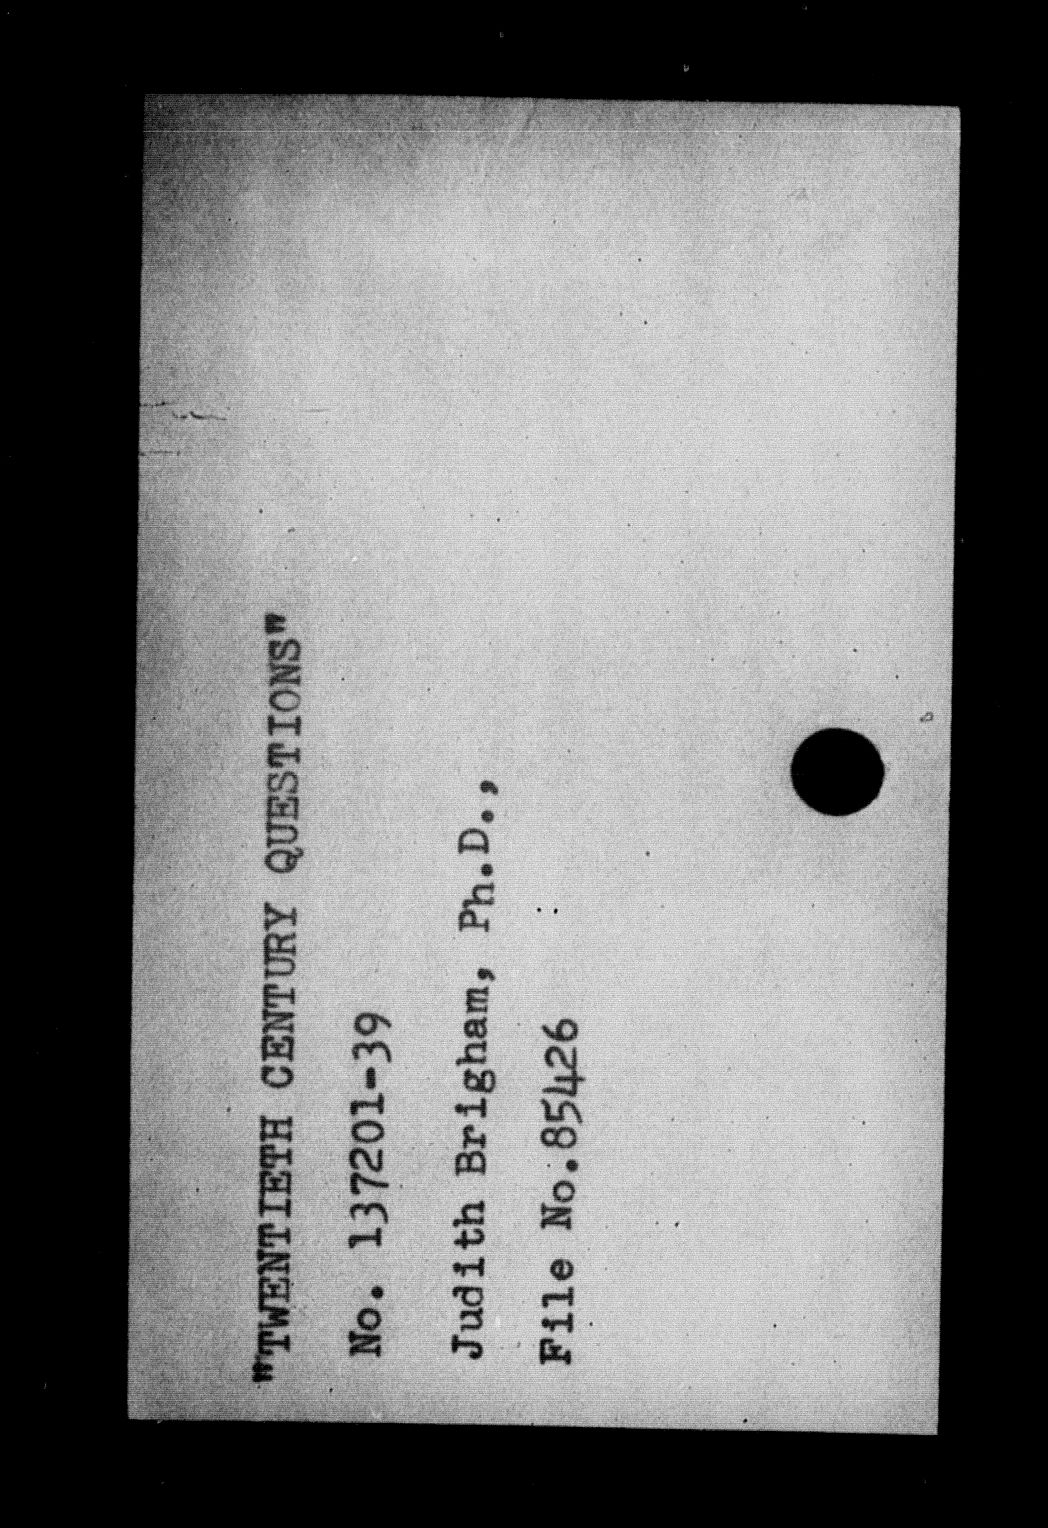 "TWENTIETH CENTURY QUESTIONS"
No. 137201-39
Judith Brigham, Ph.D.,
File No.85426